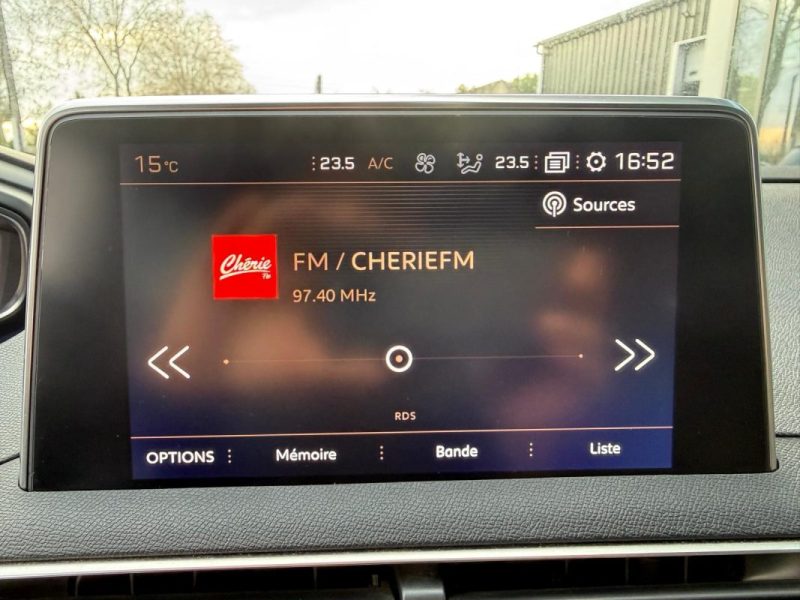 15°C 23.5 A/C 23.5 16:52
Sources
Chérie FM
FM / CHERIEFM
97.40 MHz
RDS
OPTIONS Mémoire Bande Liste